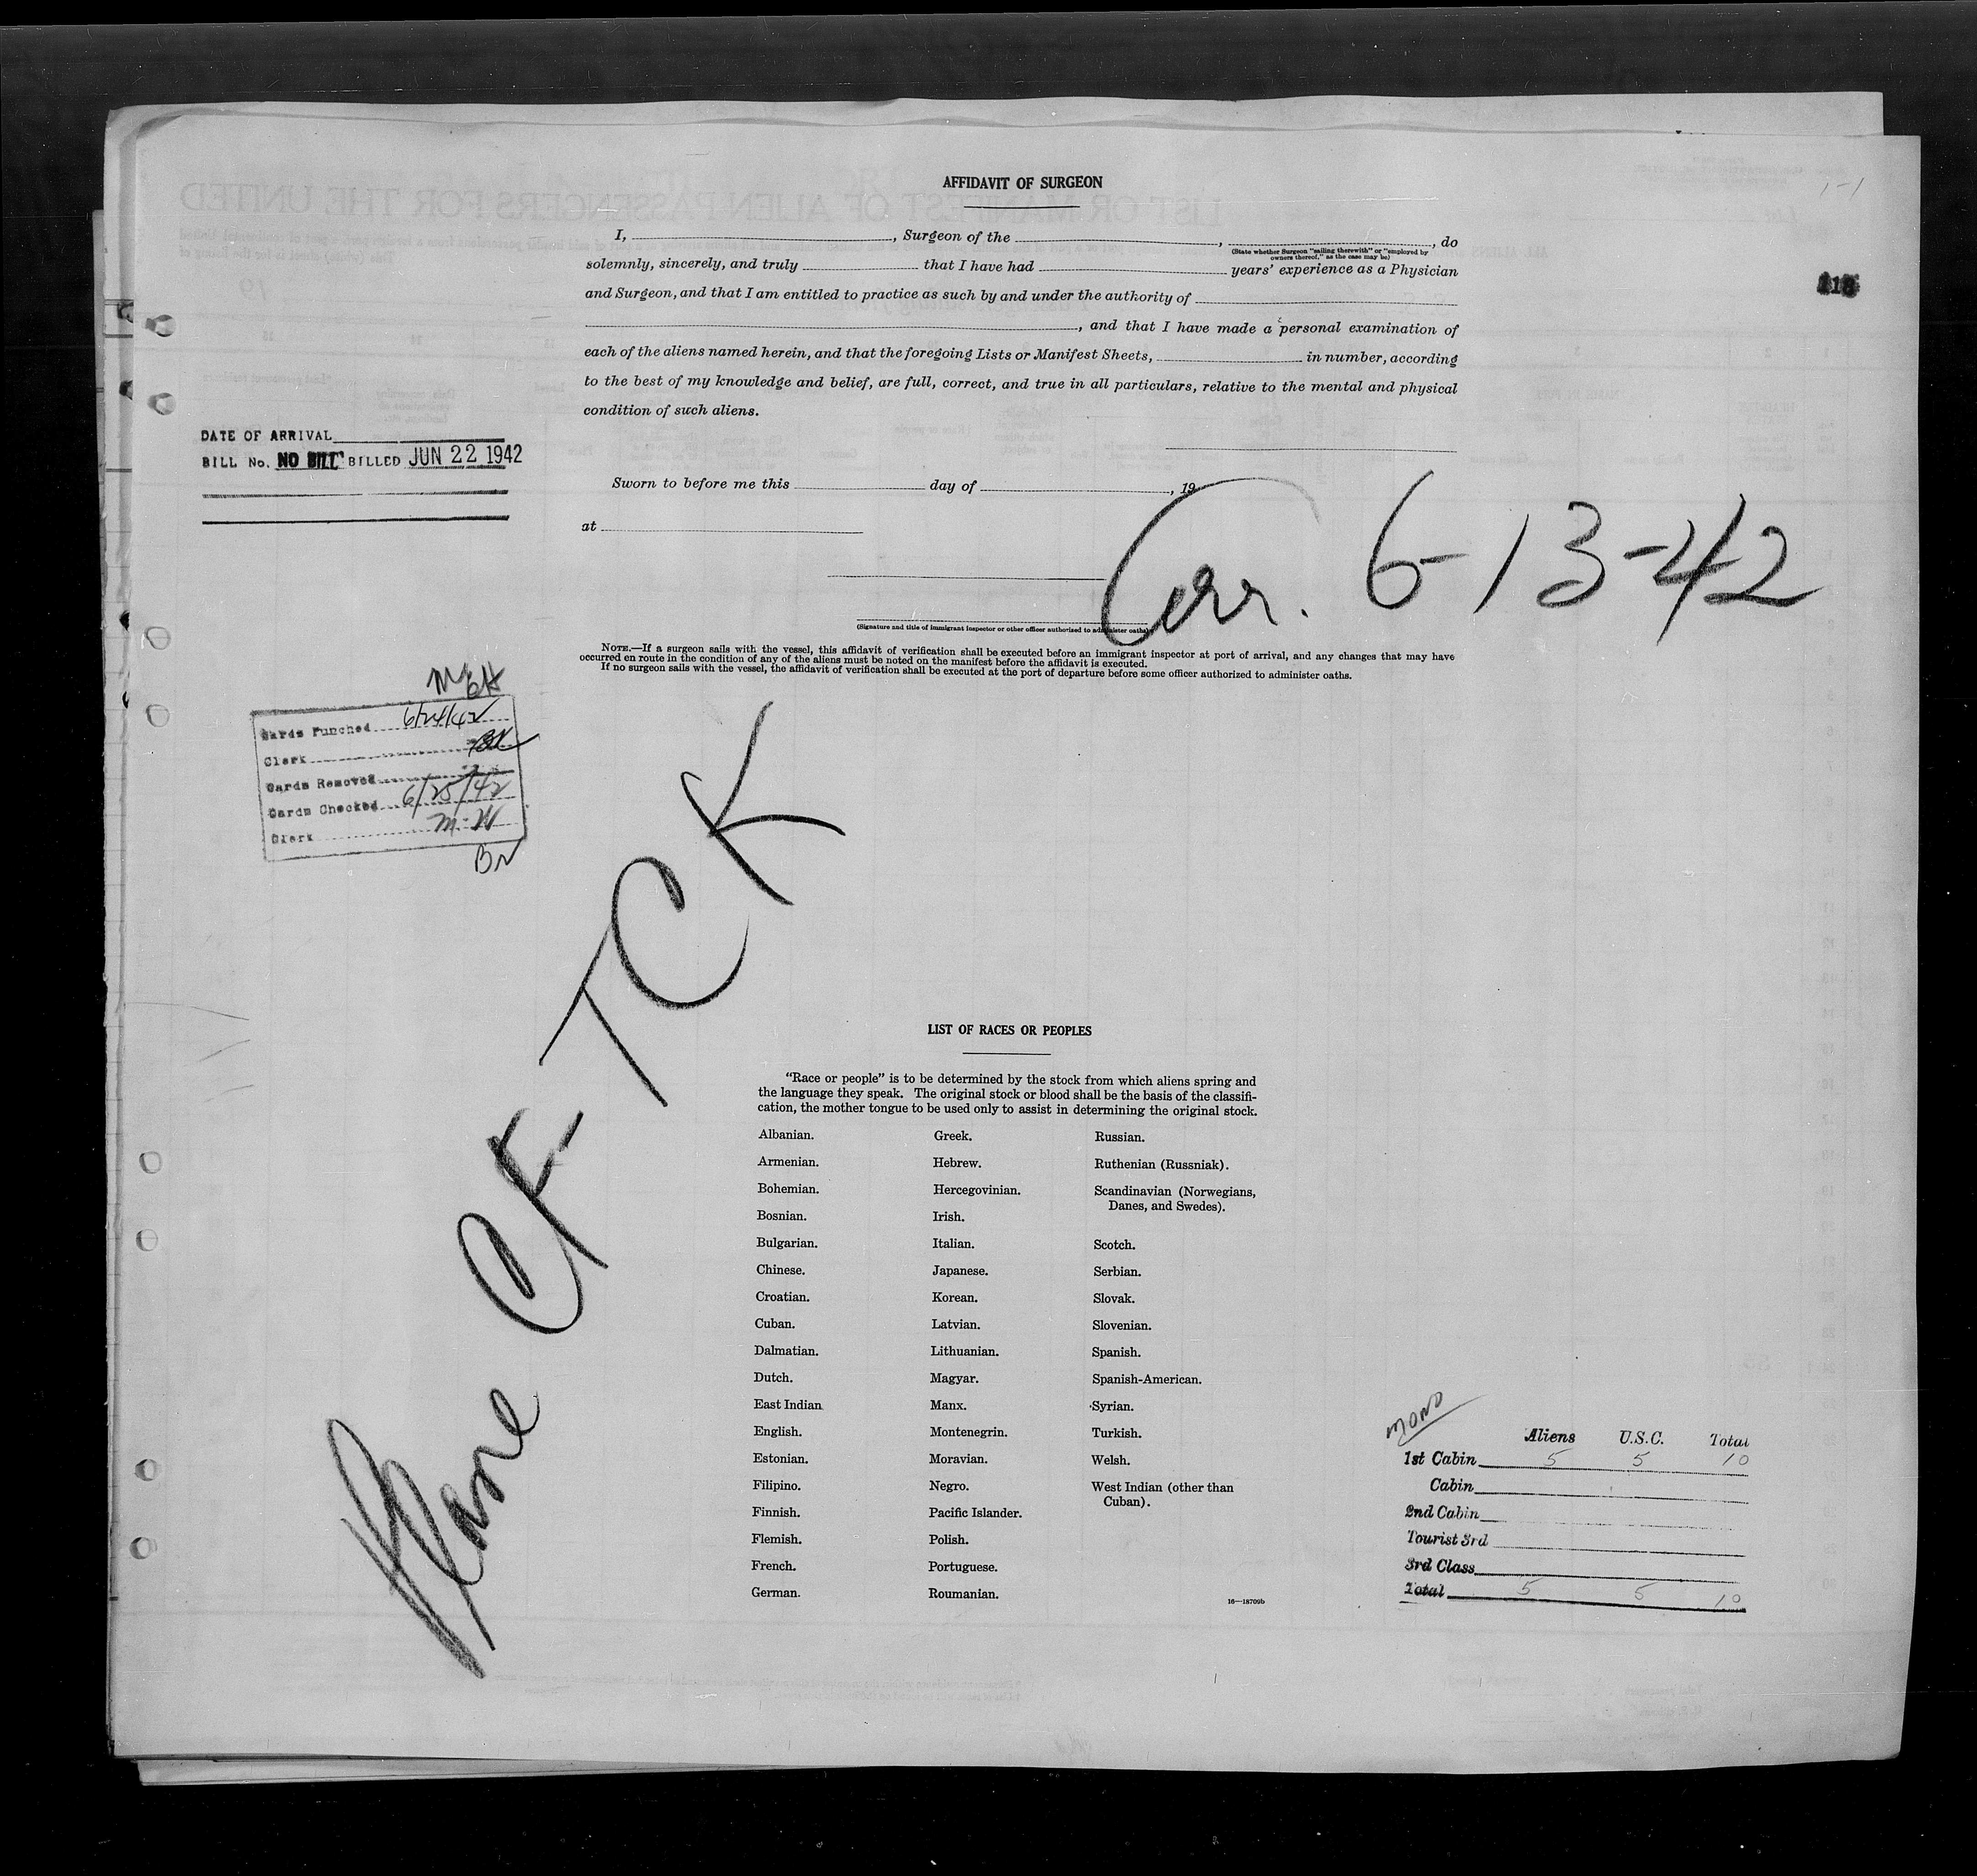 AFFIDAVIT OF SURGEON
1-1
I, , Surgeon of the , , do
(State whether Surgeon "sailing therewith" or "employed by
owners thereof," as the case may be)
solemnly, sincerely, and truly that I have had years' experience as a Physician
and Surgeon, and that I am entitled to practice as such by and under the authority of
, and that I have made a personal examination of
each of the aliens named herein, and that the foregoing Lists or Manifest Sheets, in number, according
to the best of my knowledge and belief, are full, correct, and true in all particulars, relative to the mental and physical
condition of such aliens.
DATE OF ARRIVAL
BILL No. NO BILL BILLED JUN 22 1942
Sworn to before me this day of , 19
at
Arr. 6-13-42
(Signature and title of immigrant inspector or other officer authorized to administer oaths)
NOTE.—If a surgeon sails with the vessel, this affidavit of verification shall be executed before an immigrant inspector at port of arrival, and any changes that may have
occurred en route in the condition of any of the aliens must be noted on the manifest before the affidavit is executed.
If no surgeon sails with the vessel, the affidavit of verification shall be executed at the port of departure before some officer authorized to administer oaths.
Cards Punched 6/24/42
Clerk
Cards Removed
Cards Checked 6/25/42
Clerk M.W
BN
Plane CF-TCK
LIST OF RACES OR PEOPLES
"Race or people" is to be determined by the stock from which aliens spring and
the language they speak. The original stock or blood shall be the basis of the classifi-
cation, the mother tongue to be used only to assist in determining the original stock.
Albanian.
Armenian.
Bohemian.
Bosnian.
Bulgarian.
Chinese.
Croatian.
Cuban.
Dalmatian.
Dutch.
East Indian
English.
Estonian.
Filipino.
Finnish.
Flemish.
French.
German.
Greek.
Hebrew.
Hercegovinian.
Irish.
Italian.
Japanese.
Korean.
Latvian.
Lithuanian.
Magyar.
Manx.
Montenegrin.
Moravian.
Negro.
Pacific Islander.
Polish.
Portuguese.
Roumanian.
Russian.
Ruthenian (Russniak).
Scandinavian (Norwegians,
Danes, and Swedes).
Scotch.
Serbian.
Slovak.
Slovenian.
Spanish.
Spanish-American.
Syrian.
Turkish.
Welsh.
West Indian (other than
Cuban).
16—18709b
MONO
Aliens U.S.C. Total
1st Cabin 5 5 10
Cabin
2nd Cabin
Tourist 3rd
3rd Class
Total 5 5 10